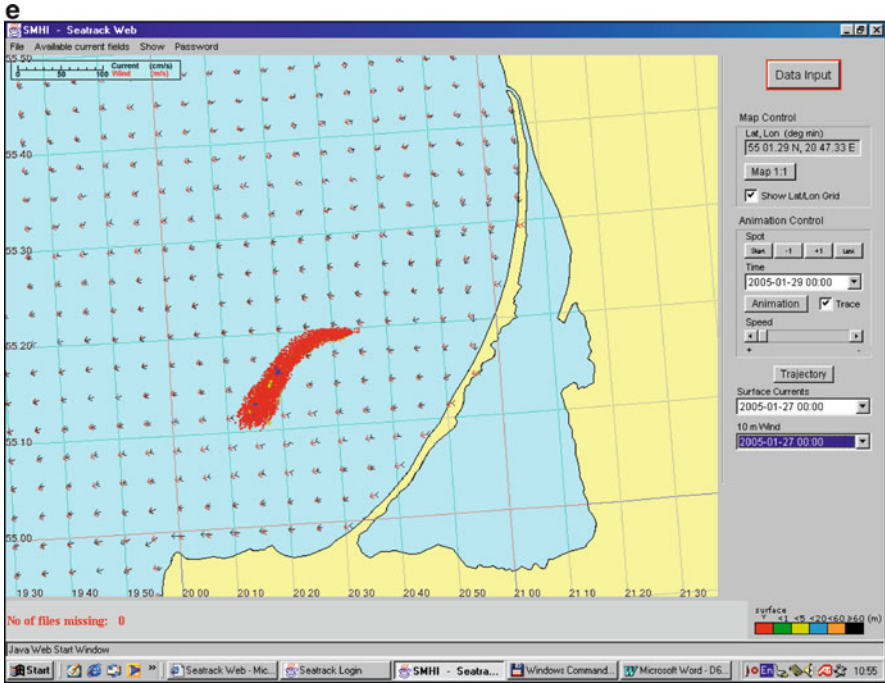 e
SMHI - Seatrack Web
File Available current fields Show Password
55.50
0 50 100 Current (cm/s)
Wind (m/s)
55.40
55.30
55.20
55.10
55.00
19 30 19 40 19 50 20 00 20 10 20 20 20 30 20 40 20 50 21 00 21 10 21 20 21 30
Data Input
Map Control
Lat, Lon (deg min)
55 01.29 N, 20 47.33 E
Map 1:1
Show Lat/Lon Grid
Animation Control
Spot
Start -1 +1 Last
Time
2005-01-29 00:00
Animation Trace
Speed
+ -
Trajectory
Surface Currents
2005-01-27 00:00
10 m Wind
2005-01-27 00:00
No of files missing: 0
surface
<1 <5 <20 <60 >60 (m)
Java Web Start Window
Start » Seatrack Web - Mic... Seatrack Login SMHI - Seatra... Windows Command... Microsoft Word - D6... En 10:55